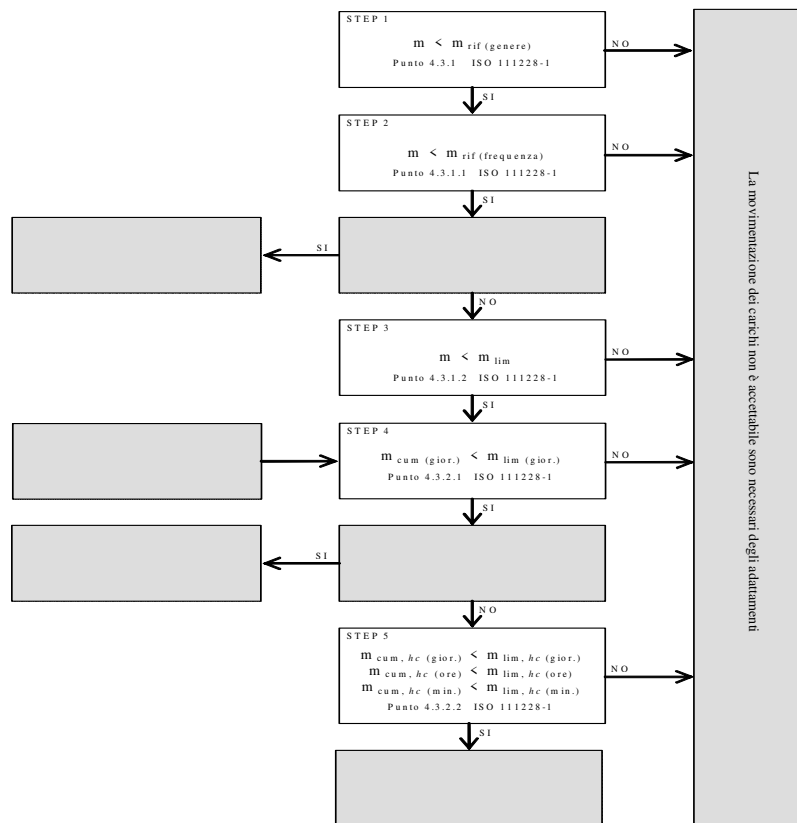 STEP 1
m < m rif (genere)
Punto 4.3.1 ISO 111228-1
NO
SI
STEP 2
m < m rif (frequenza)
Punto 4.3.1.1 ISO 111228-1
NO
SI
SI
NO
STEP 3
m < m lim
Punto 4.3.1.2 ISO 111228-1
NO
SI
STEP 4
m cum (gior.) < m lim (gior.)
Punto 4.3.2.1 ISO 111228-1
NO
SI
SI
NO
STEP 5
m cum, hc (gior.) < m lim, hc (gior.)
m cum, hc (ore) < m lim, hc (ore)
m cum, hc (min.) < m lim, hc (min.)
Punto 4.3.2.2 ISO 111228-1
NO
SI
La movimentazione dei carichi non è accettabile sono necessari degli adattamenti